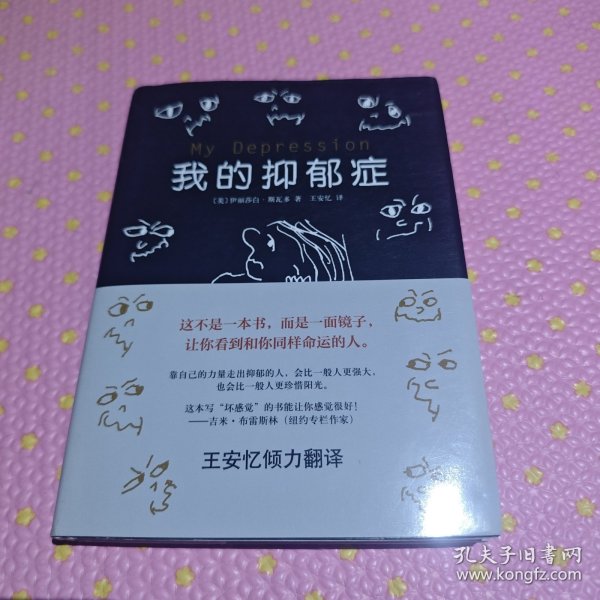 My Depression
我的抑郁症
[美]伊丽莎白·斯瓦多 著 王安忆 译
这不是一本书，而是一面镜子，
让你看到和你同样命运的人。
靠自己的力量走出抑郁的人，会比一般人更强大，
也会比一般人更珍惜阳光。
这本写“坏感觉”的书能让你感觉很好！
——吉米·布雷斯林（纽约专栏作家）
王安忆倾力翻译
孔夫子旧书网
www.kongfz.com